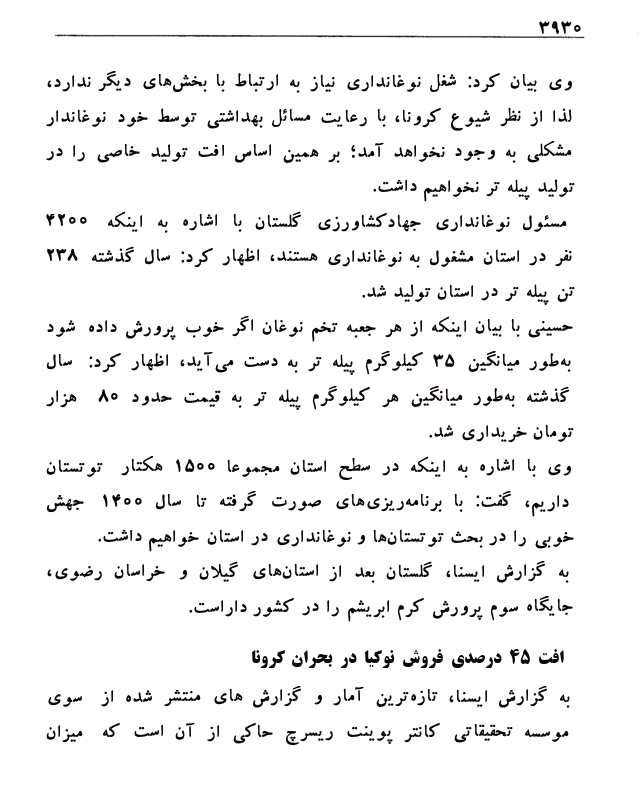 ۳۹۳۰
وی بیان کرد: شغل نوغانداری نیاز به ارتباط با بخش‌های دیگر ندارد،
لذا از نظر شیوع کرونا، با رعایت مسائل بهداشتی توسط خود نوغاندار
مشکلی به وجود نخواهد آمد؛ بر همین اساس افت تولید خاصی را در
تولید پیله تر نخواهیم داشت.
مسئول نوغانداری جهادکشاورزی گلستان با اشاره به اینکه ۴۲۰۰
نفر در استان مشغول به نوغانداری هستند، اظهار کرد: سال گذشته ۲۳۸
تن پیله تر در استان تولید شد.
حسینی با بیان اینکه از هر جعبه تخم نوغان اگر خوب پرورش داده شود
به‌طور میانگین ۳۵ کیلوگرم پیله تر به دست می‌آید، اظهار کرد: سال
گذشته به‌طور میانگین هر کیلوگرم پیله تر به قیمت حدود ۸۰ هزار
تومان خریداری شد.
وی با اشاره به اینکه در سطح استان مجموعا ۱۵۰۰ هکتار توتستان
داریم، گفت: با برنامه‌ریزی‌های صورت گرفته تا سال ۱۴۰۰ جهش
خوبی را در بحث توتستان‌ها و نوغانداری در استان خواهیم داشت.
به گزارش ایسنا، گلستان بعد از استان‌های گیلان و خراسان رضوی،
جایگاه سوم پرورش کرم ابریشم را در کشور داراست.
افت ۴۵ درصدی فروش نوکیا در بحران کرونا
به گزارش ایسنا، تازه‌ترین آمار و گزارش های منتشر شده از سوی
موسسه تحقیقاتی کانتر پوینت ریسرچ حاکی از آن است که میزان